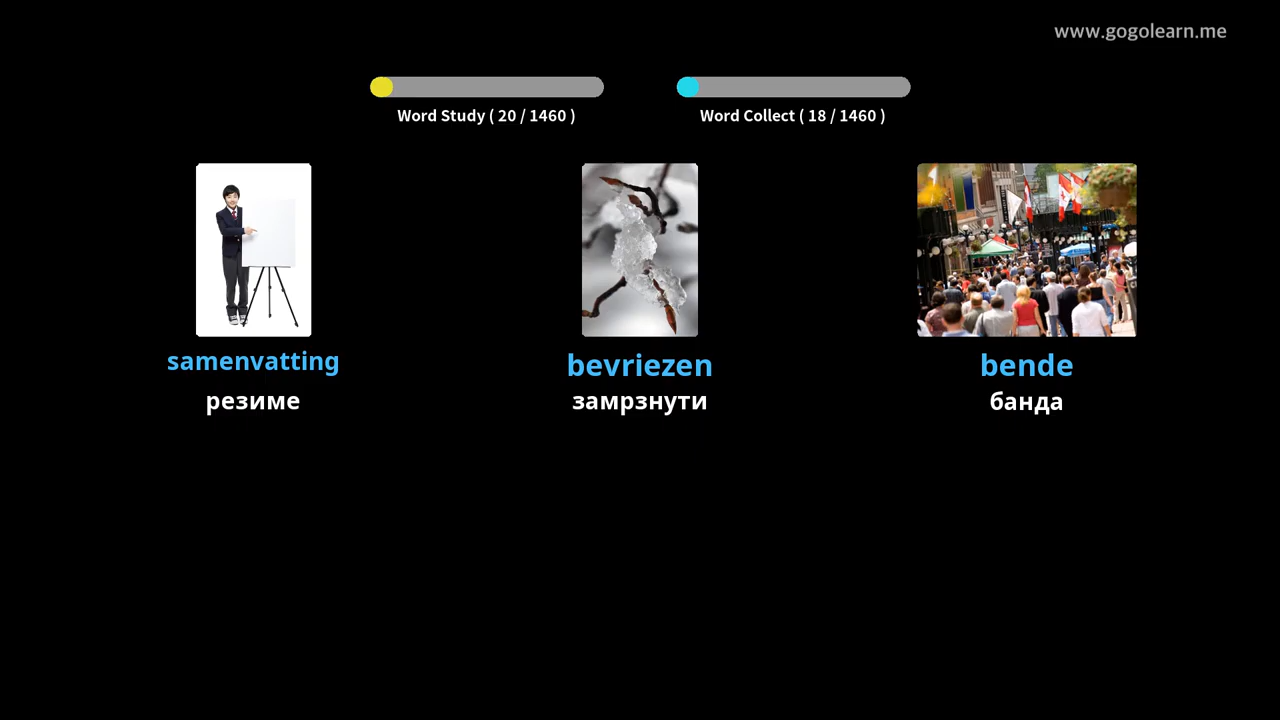 www.gogolearn.me
Word Study ( 20 / 1460 )
Word Collect ( 18 / 1460 )
samenvatting
резиме
bevriezen
замрзнути
bende
банда